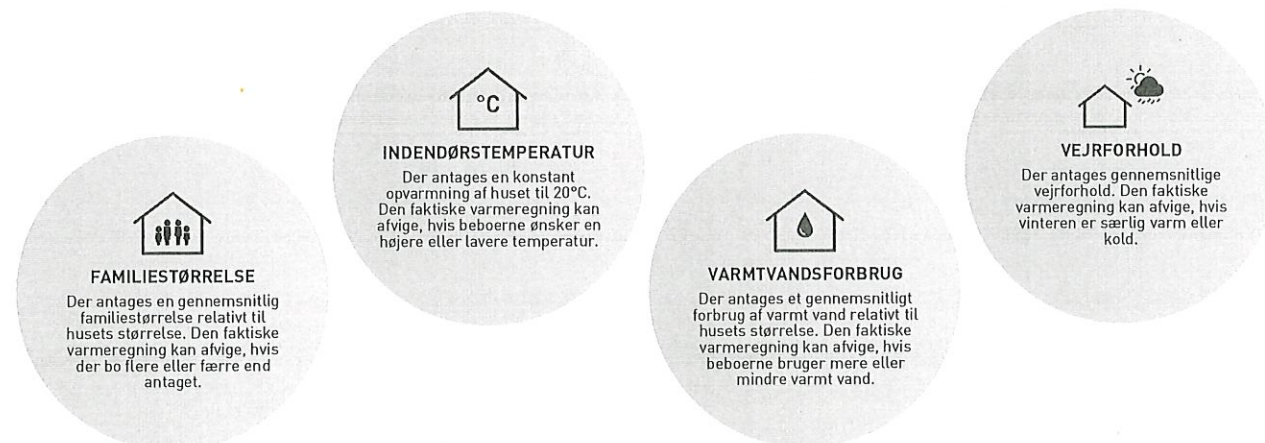 FAMILIESTØRRELSE
Der antages en gennemsnitlig
familiestørrelse relativt til
husets størrelse. Den faktiske
varmeregning kan afvige, hvis
der bo flere eller færre end
antaget.
°C
INDENDØRSTEMPERATUR
Der antages en konstant
opvarmning af huset til 20°C.
Den faktiske varmeregning kan
afvige, hvis beboerne ønsker en
højere eller lavere temperatur.
VARMTVANDSFORBRUG
Der antages et gennemsnitligt
forbrug af varmt vand relativt til
husets størrelse. Den faktiske
varmeregning kan afvige, hvis
beboerne bruger mere eller
mindre varmt vand.
VEJRFORHOLD
Der antages gennemsnitlige
vejrforhold. Den faktiske
varmeregning kan afvige, hvis
vinteren er særlig varm eller
kold.